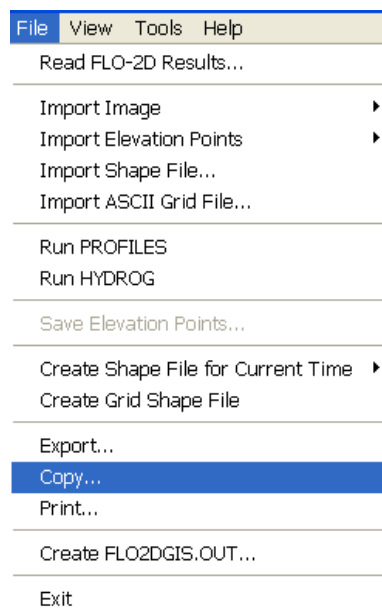 File View Tools Help
Read FLO-2D Results...
Import Image
Import Elevation Points
Import Shape File...
Import ASCII Grid File...
Run PROFILES
Run HYDROG
Save Elevation Points...
Create Shape File for Current Time
Create Grid Shape File
Export...
Copy...
Print...
Create FLO2DGIS.OUT...
Exit